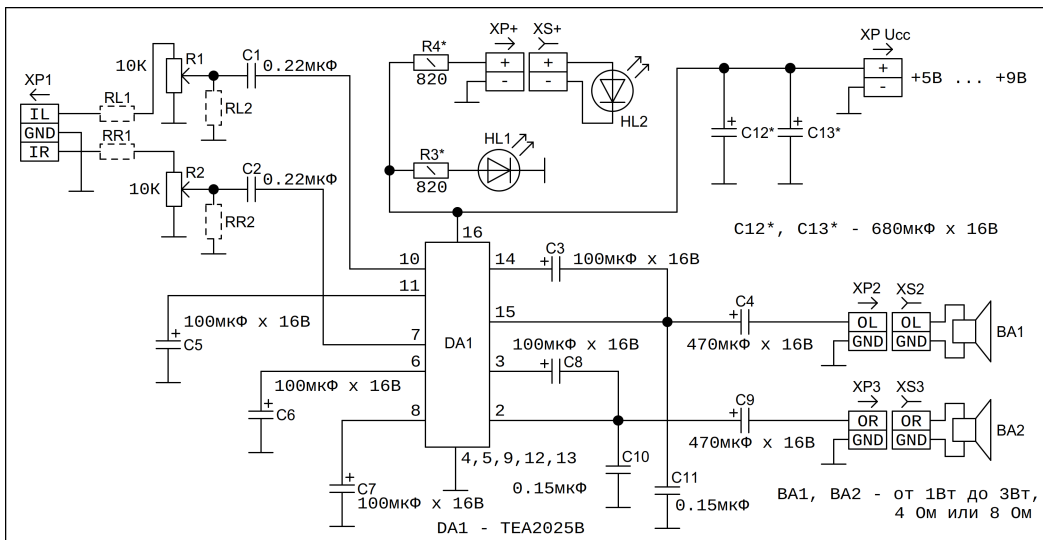 XP+ XS+
XP Ucc
R4*
820
+
-
+
-
HL2
+
-
+5В ... +9В
XP1
IL
GND
IR
10К
R1
C1
0.22мкФ
RL1
RL2
RR1
10К
R2
C2
0.22мкФ
RR2
R3*
820
HL1
+
C12*
+
C13*
C12*, C13* - 680мкФ x 16В
16
10
11
7
6
8
DA1
14
15
3
2
4,5,9,12,13
+
C3
100мкФ x 16В
+
C5
100мкФ x 16В
+
C6
100мкФ x 16В
+
C7
100мкФ x 16В
100мкФ x 16В
+
C8
C4
+
470мкФ x 16В
C9
+
470мкФ x 16В
C10
0.15мкФ
C11
0.15мкФ
XP2 XS2
OL
GND
OL
GND
BA1
XP3 XS3
OR
GND
OR
GND
BA2
BA1, BA2 - от 1Вт до 3Вт,
4 Ом или 8 Ом
DA1 - TEA2025B